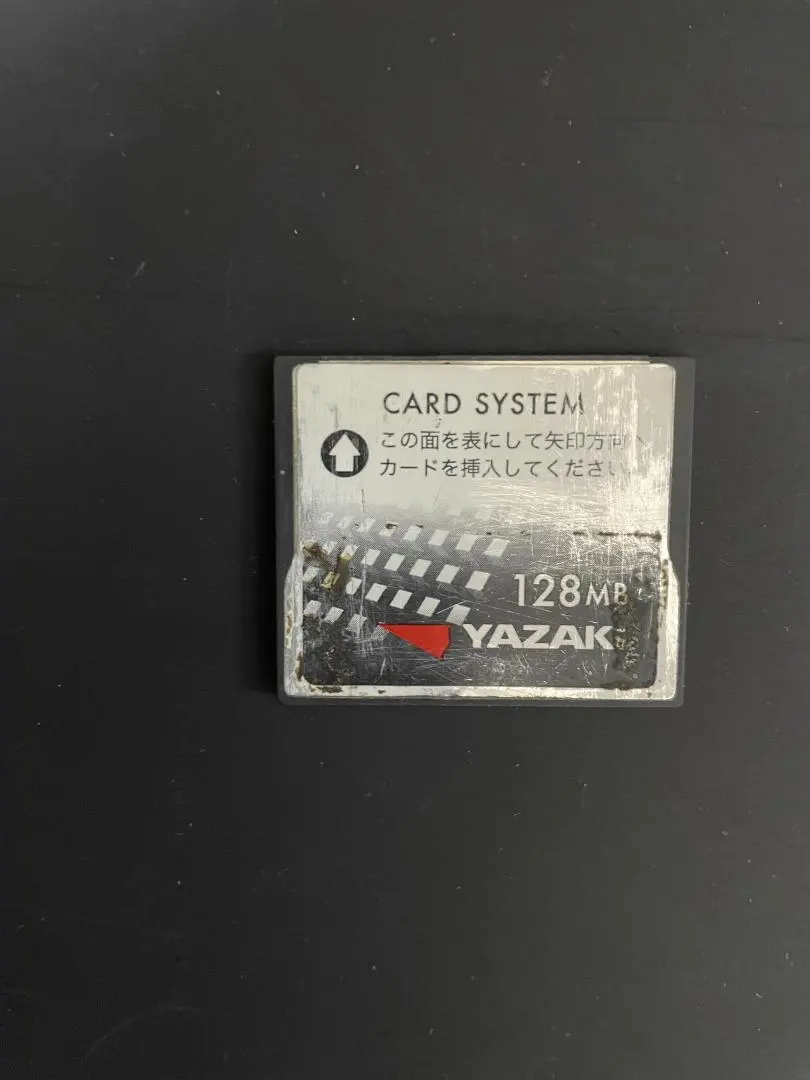 CARD SYSTEM
この面を表にして矢印方向へ
カードを挿入してくださ
128MB
YAZAK